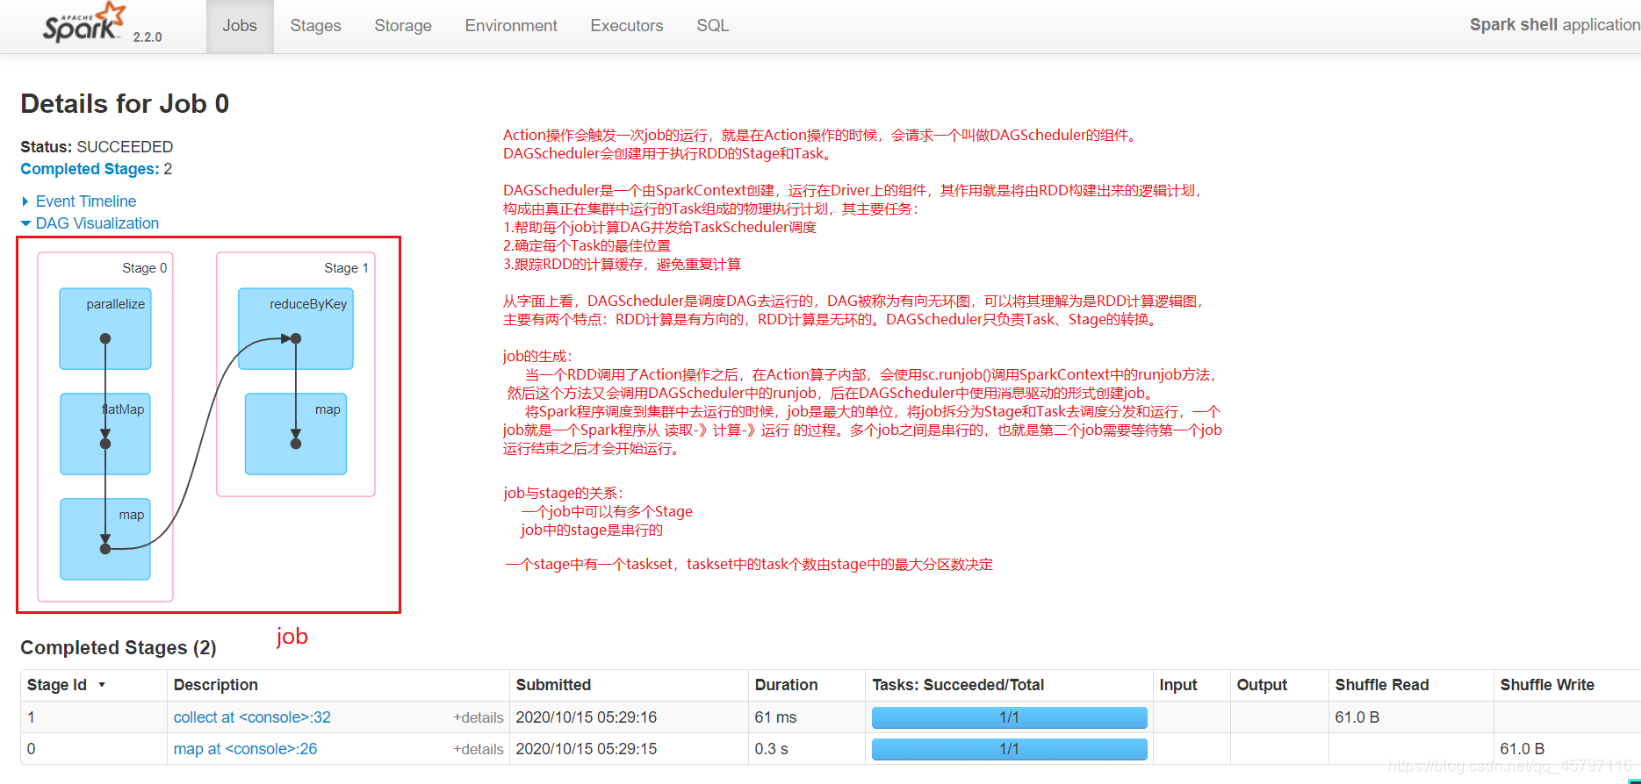 APACHE
Spark 2.2.0
Jobs
Stages
Storage
Environment
Executors
SQL
Spark shell application
Details for Job 0
Status: SUCCEEDED
Completed Stages: 2
Event Timeline
DAG Visualization
Stage 0
parallelize
flatMap
map
Stage 1
reduceByKey
map
job
Action操作会触发一次job的运行，就是在Action操作的时候，会请求一个叫做DAGScheduler的组件。
DAGScheduler会创建用于执行RDD的Stage和Task。
DAGScheduler是一个由SparkContext创建，运行在Driver上的组件，其作用就是将由RDD构建出来的逻辑计划，
构成由真正在集群中运行的Task组成的物理执行计划，其主要任务：
1.帮助每个job计算DAG并发给TaskScheduler调度
2.确定每个Task的最佳位置
3.跟踪RDD的计算缓存，避免重复计算
从字面上看，DAGScheduler是调度DAG去运行的，DAG被称为有向无环图，可以将其理解为是RDD计算逻辑图，
主要有两个特点：RDD计算是有方向的，RDD计算是无环的。DAGScheduler只负责Task、Stage的转换。
job的生成：
当一个RDD调用了Action操作之后，在Action算子内部，会使用sc.runjob()调用SparkContext中的runjob方法，
然后这个方法又会调用DAGScheduler中的runjob，后在DAGScheduler中使用消息驱动的形式创建job。
将Spark程序调度到集群中去运行的时候，job是最大的单位，将job拆分为Stage和Task去调度分发和运行，一个
job就是一个Spark程序从 读取-》计算-》运行 的过程。多个job之间是串行的，也就是第二个job需要等待第一个job
运行结束之后才会开始运行。
job与stage的关系：
一个job中可以有多个Stage
job中的stage是串行的
一个stage中有一个taskset，taskset中的task个数由stage中的最大分区数决定
Completed Stages (2)
Stage Id ▾ Description Submitted Duration Tasks: Succeeded/Total Input Output Shuffle Read Shuffle Write
1 collect at <console>:32 +details 2020/10/15 05:29:16 61 ms 1/1 61.0 B
0 map at <console>:26 +details 2020/10/15 05:29:15 0.3 s 1/1 61.0 B
https://blog.csdn.net/qq_45797116